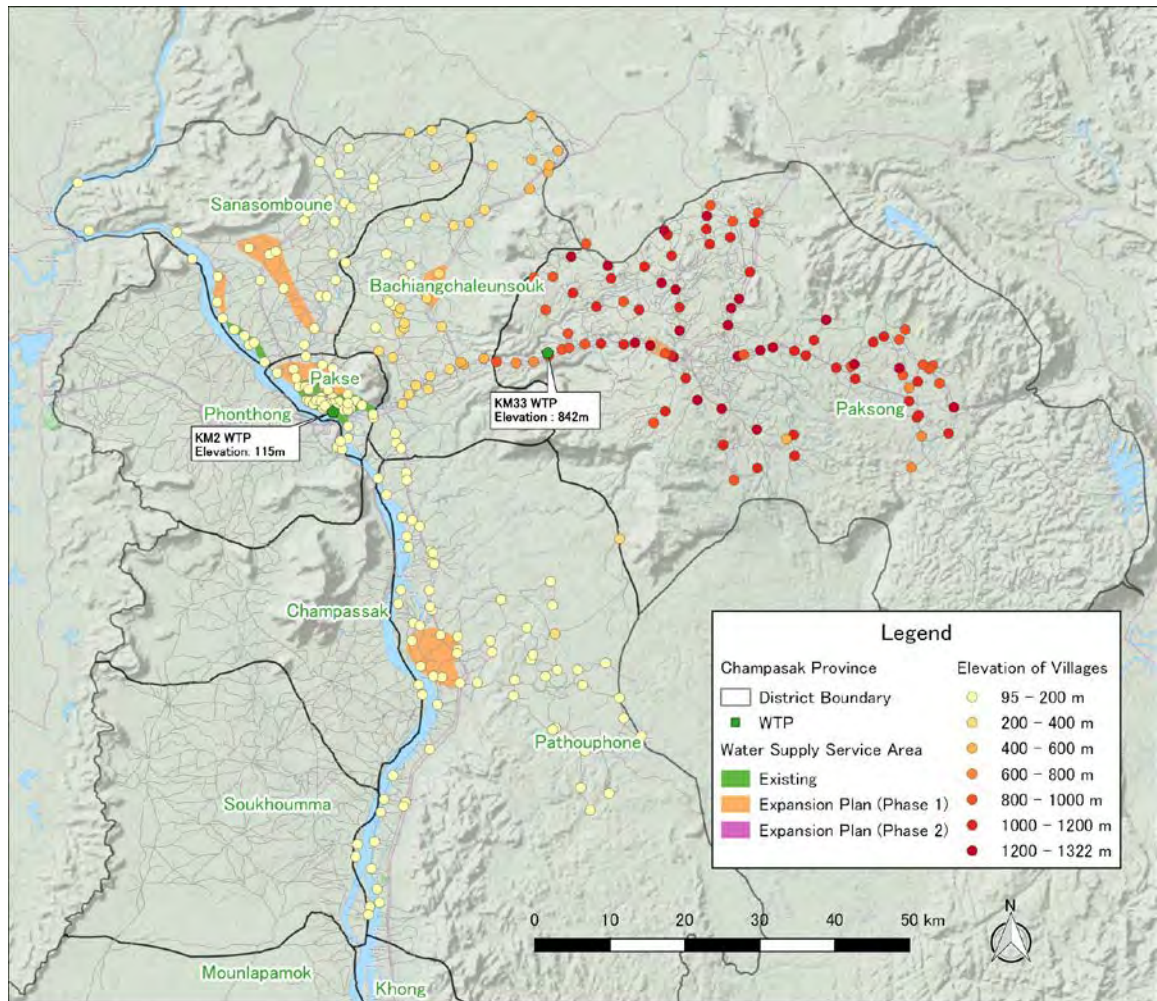 Sanasomboune
Bachiangchaleunsouk
Pakse
Phonthong
KM2 WTP
Elevation: 115m
KM33 WTP
Elevation : 842m
Paksong
Champassak
Pathouphone
Soukhoumma
Mounlapamok
Khong
Legend
Champasak Province
District Boundary
WTP
Water Supply Service Area
Existing
Expansion Plan (Phase 1)
Expansion Plan (Phase 2)
Elevation of Villages
95 - 200 m
200 - 400 m
400 - 600 m
600 - 800 m
800 - 1000 m
1000 - 1200 m
1200 - 1322 m
0 10 20 30 40 50 km
N